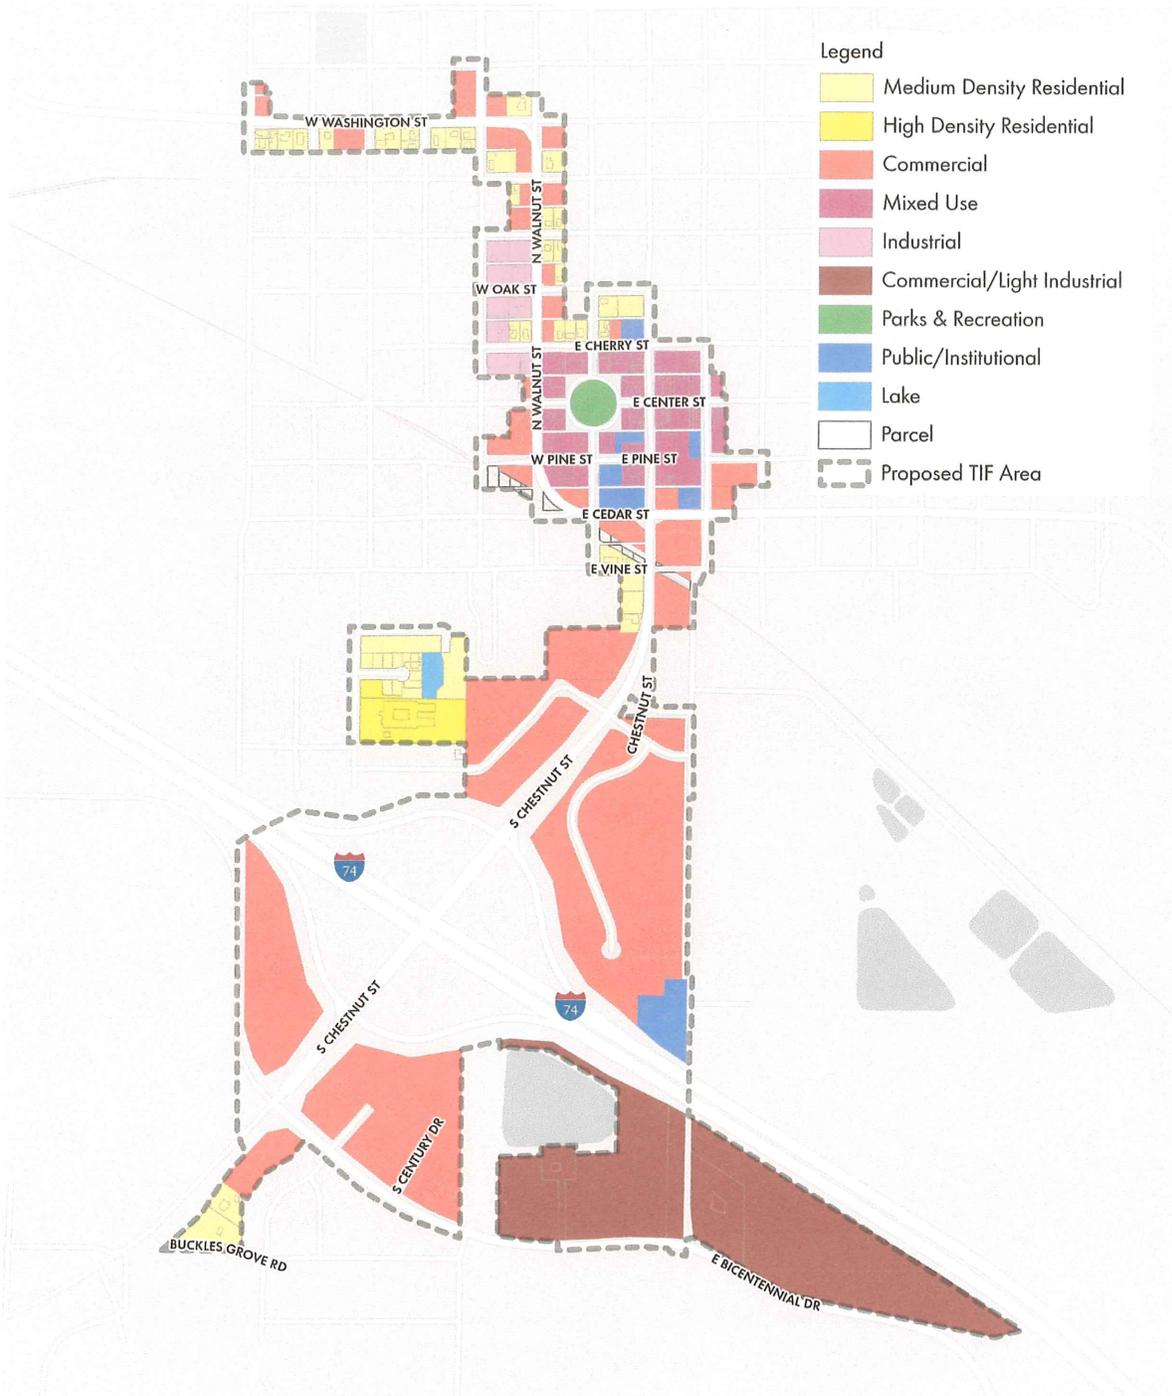 Legend
Medium Density Residential
High Density Residential
Commercial
Mixed Use
Industrial
Commercial/Light Industrial
Parks & Recreation
Public/Institutional
Lake
Parcel
Proposed TIF Area
W WASHINGTON ST
N WALNUT ST
W OAK ST
E CHERRY ST
N WALNUT ST
E CENTER ST
W PINE ST
E PINE ST
E CEDAR ST
E VINE ST
CHESTNUT ST
S CHESTNUT ST
74
S CHESTNUT ST
74
S CENTURY DR
BUCKLES GROVE RD
E BICENTENNIAL DR